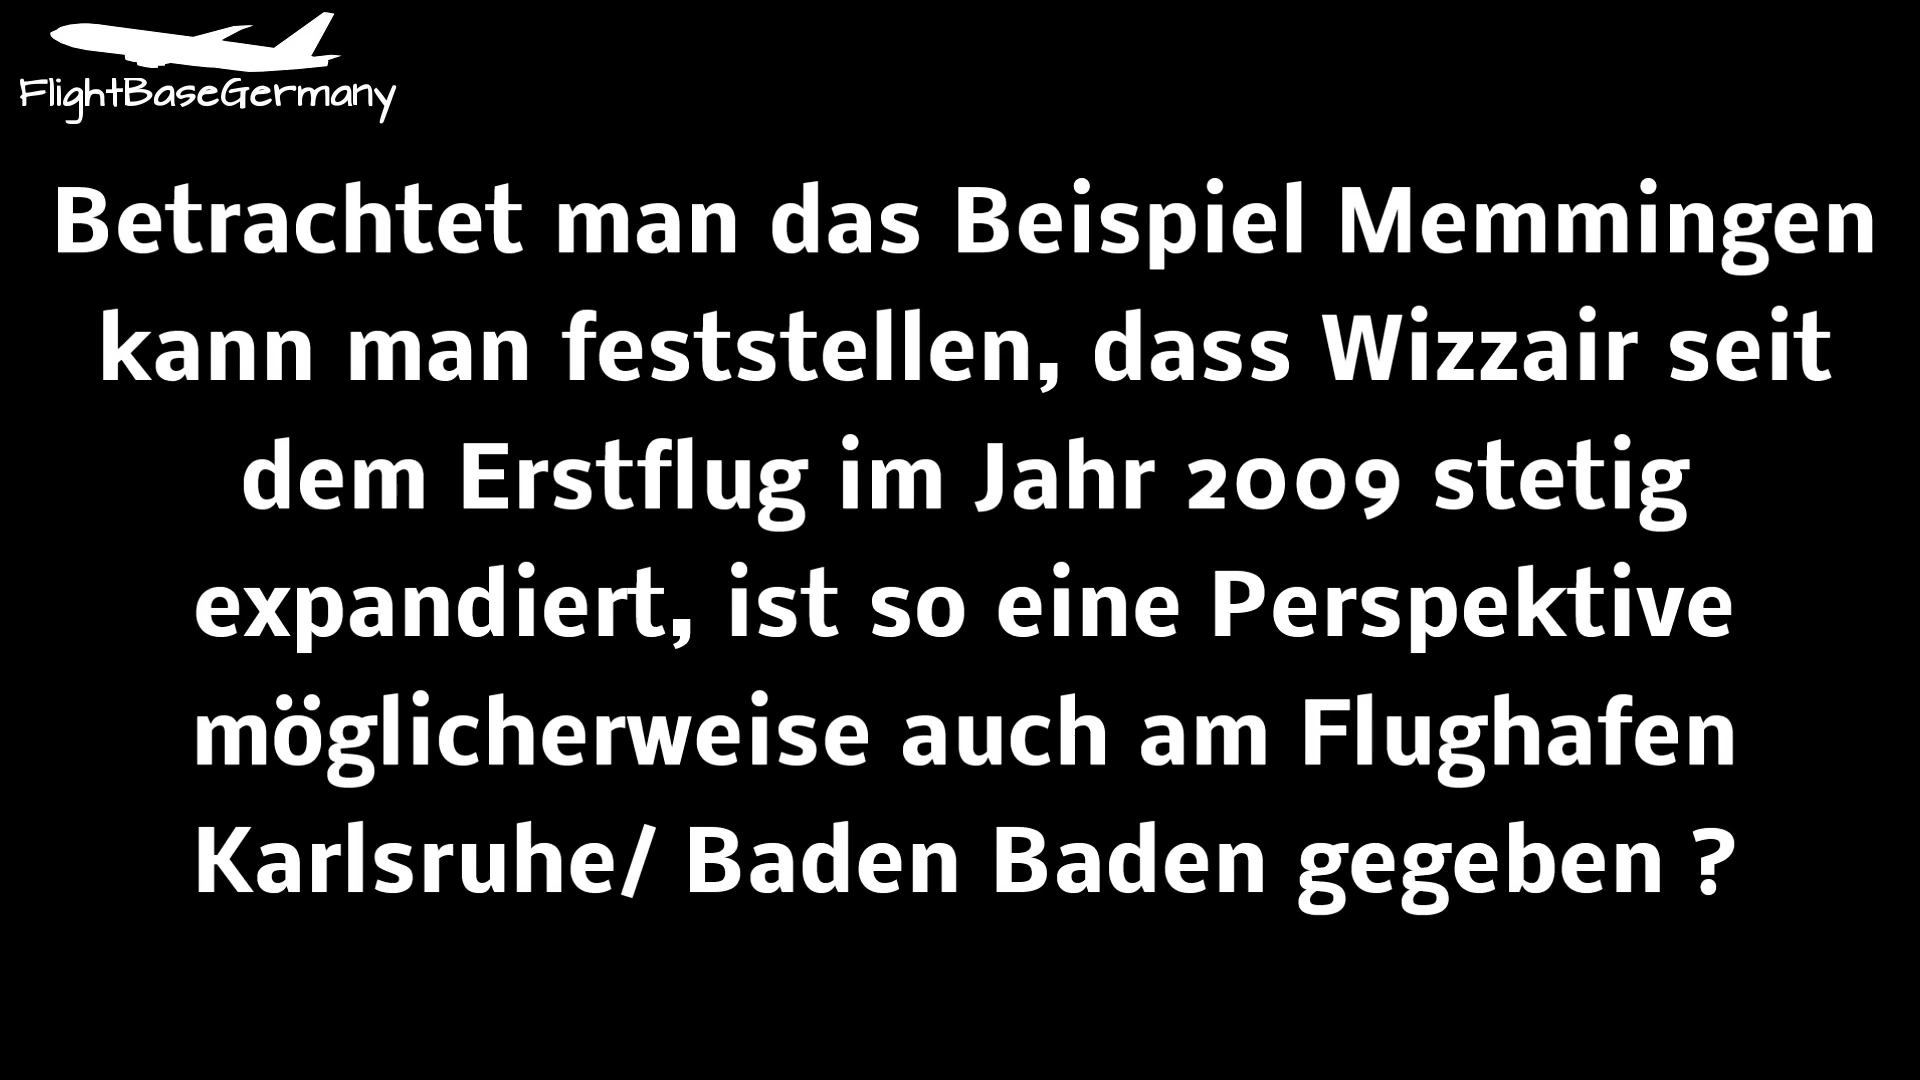 FlightBaseGermany
Betrachtet man das Beispiel Memmingen
kann man feststellen, dass Wizzair seit
dem Erstflug im Jahr 2009 stetig
expandiert, ist so eine Perspektive
möglicherweise auch am Flughafen
Karlsruhe/ Baden Baden gegeben ?